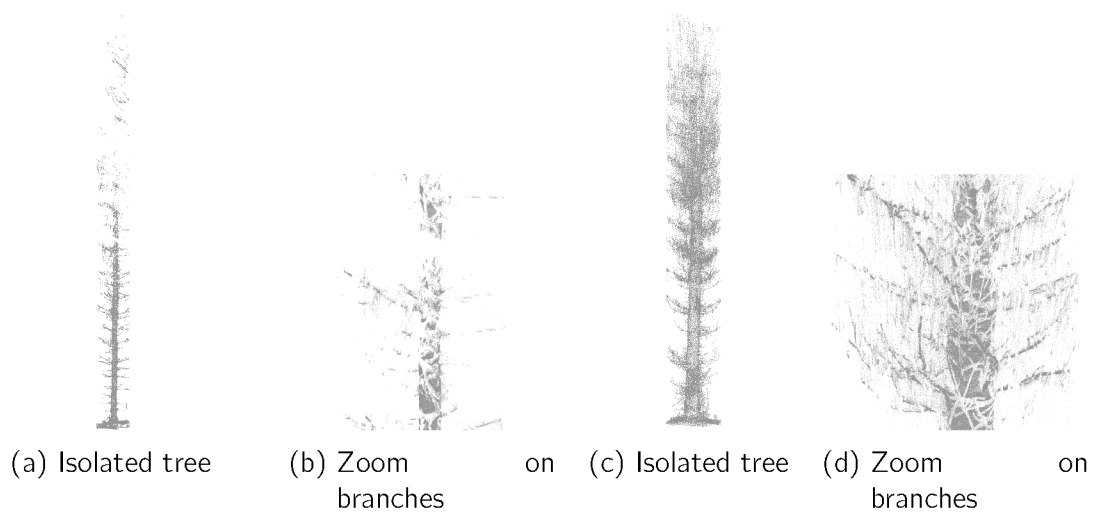 (a) Isolated tree
(b) Zoom on
branches
(c) Isolated tree
(d) Zoom on
branches